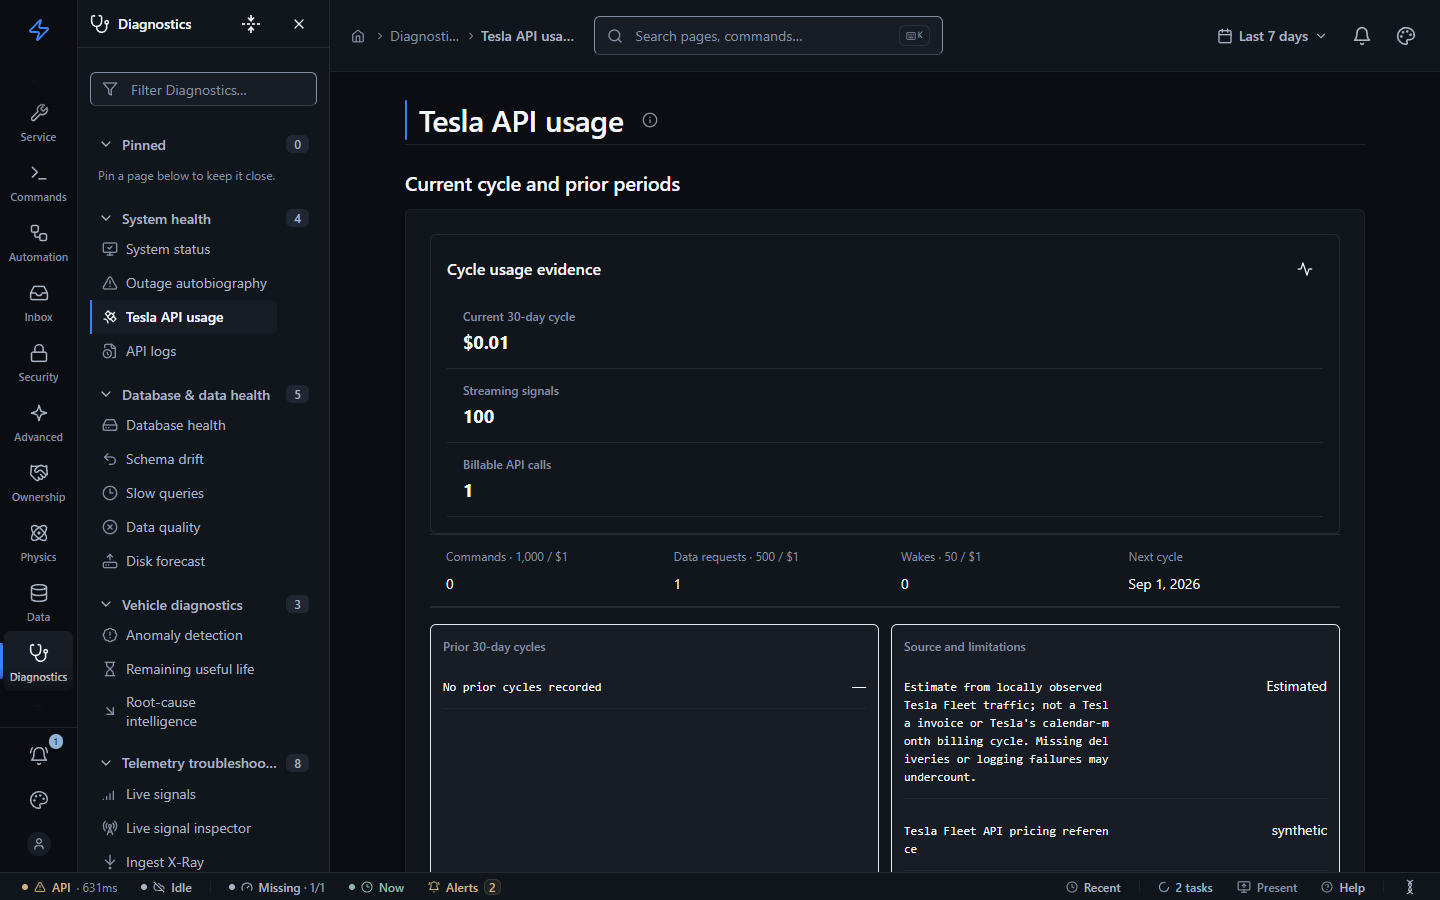 Diagnostics
Diagnosti...
Tesla API usa...
Search pages, commands...
K
Last 7 days
Filter Diagnostics...
Service
Commands
Automation
Inbox
Security
Advanced
Ownership
Physics
Data
Diagnostics
1
Pinned
0
Pin a page below to keep it close.
System health
4
System status
Outage autobiography
Tesla API usage
API logs
Database & data health
5
Database health
Schema drift
Slow queries
Data quality
Disk forecast
Vehicle diagnostics
3
Anomaly detection
Remaining useful life
Root-cause
intelligence
Telemetry troubleshoo...
8
Live signals
Live signal inspector
Ingest X-Ray
Tesla API usage
Current cycle and prior periods
Cycle usage evidence
Current 30-day cycle
$0.01
Streaming signals
100
Billable API calls
1
Commands · 1,000 / $1
0
Data requests · 500 / $1
1
Wakes · 50 / $1
0
Next cycle
Sep 1, 2026
Prior 30-day cycles
No prior cycles recorded
—
Source and limitations
Estimate from locally observed
Tesla Fleet traffic; not a Tesl
a invoice or Tesla's calendar-m
onth billing cycle. Missing del
iveries or logging failures may
undercount.
Estimated
Tesla Fleet API pricing referen
ce
synthetic
API · 631ms
Idle
Missing · 1/1
Now
Alerts 2
Recent
2 tasks
Present
Help